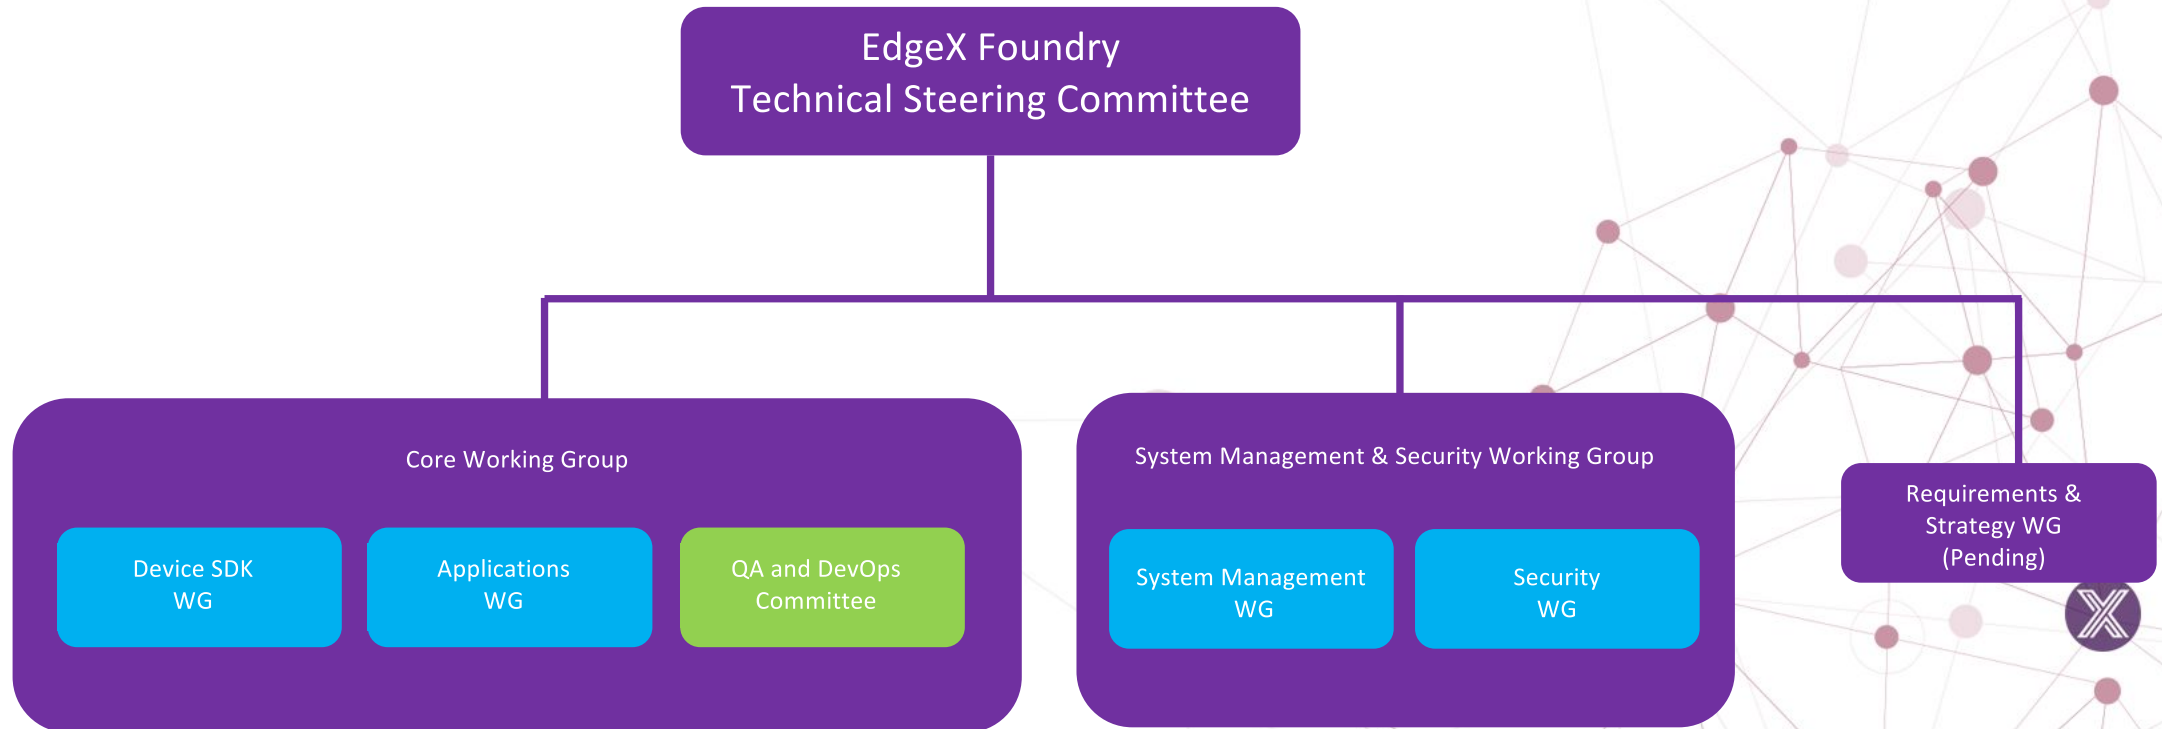 EdgeX Foundry
Technical Steering Committee
Core Working Group
Device SDK
WG
Applications
WG
QA and DevOps
Committee
System Management & Security Working Group
System Management
WG
Security
WG
Requirements &
Strategy WG
(Pending)